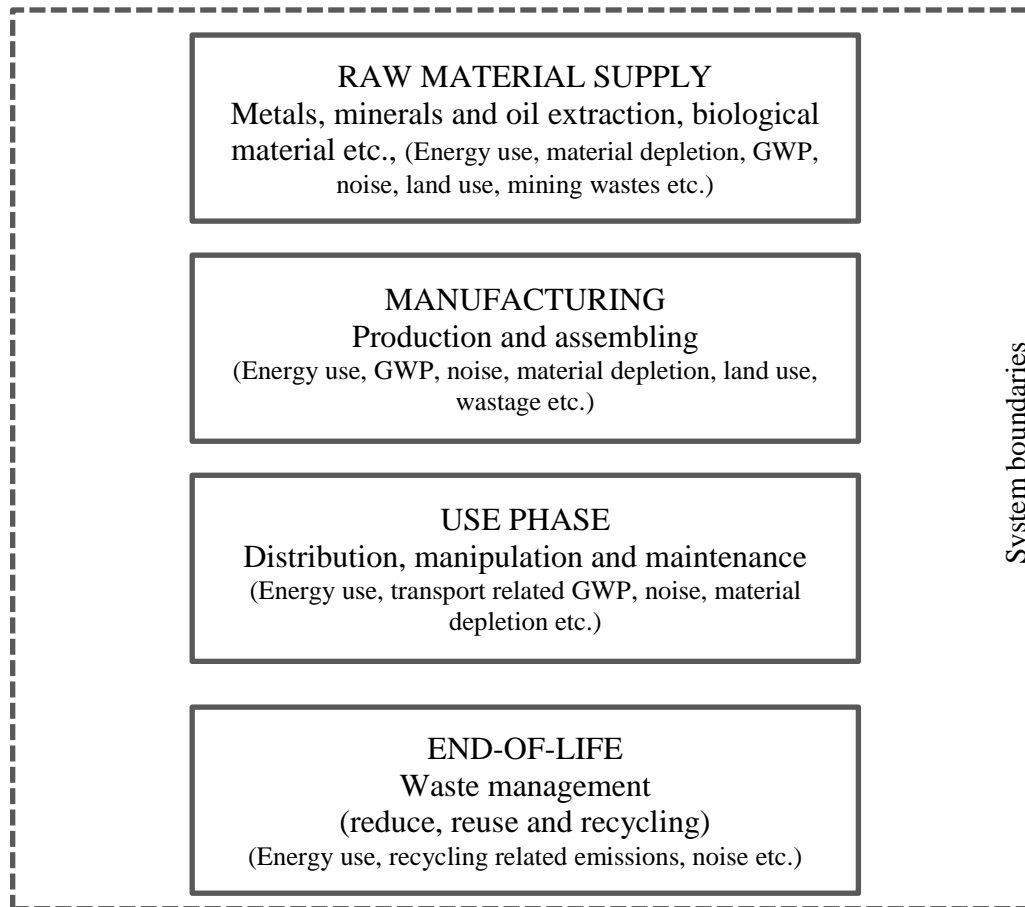 RAW MATERIAL SUPPLY
Metals, minerals and oil extraction, biological
material etc., (Energy use, material depletion, GWP,
noise, land use, mining wastes etc.)
MANUFACTURING
Production and assembling
(Energy use, GWP, noise, material depletion, land use,
wastage etc.)
USE PHASE
Distribution, manipulation and maintenance
(Energy use, transport related GWP, noise, material
depletion etc.)
END-OF-LIFE
Waste management
(reduce, reuse and recycling)
(Energy use, recycling related emissions, noise etc.)
System boundaries